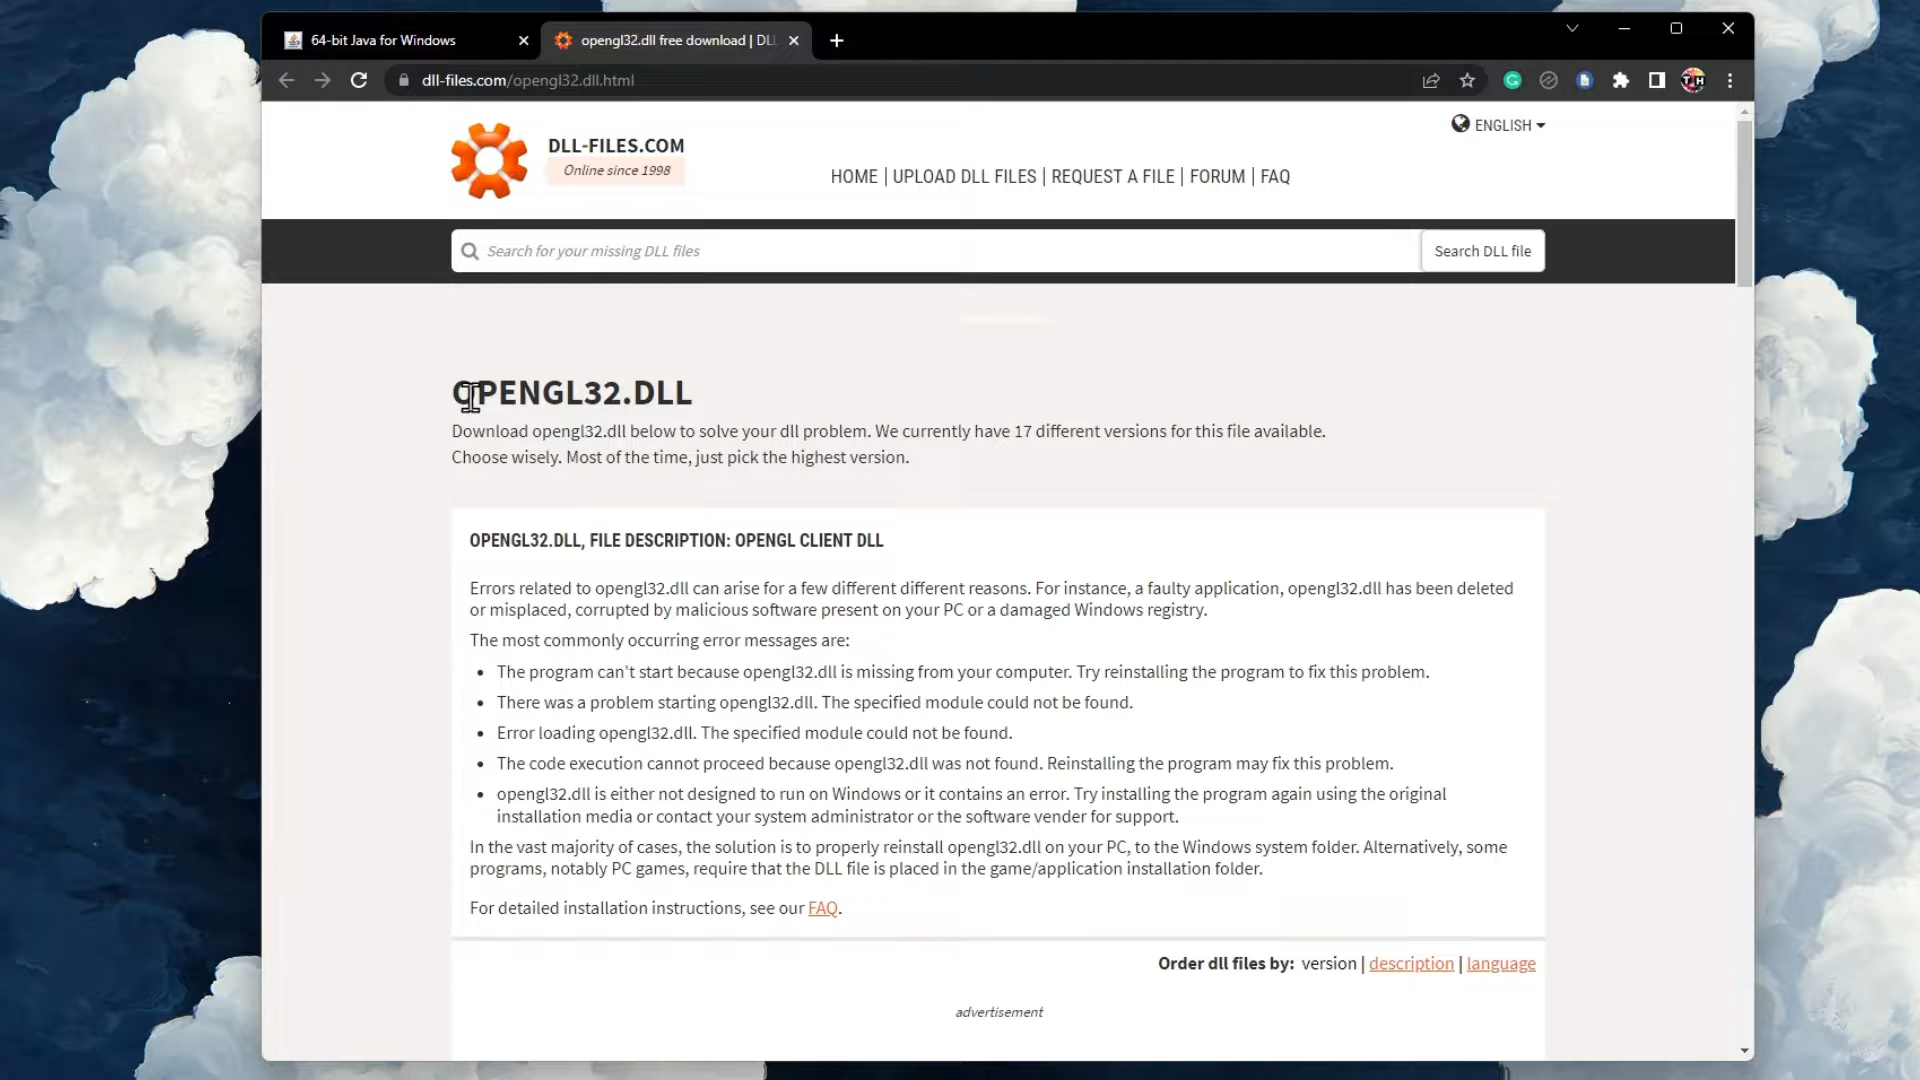 64-bit Java for Windows
opengl32.dll free download | DLL
dll-files.com/opengl32.dll.html
ENGLISH
DLL-FILES.COM
Online since 1998
HOME | UPLOAD DLL FILES | REQUEST A FILE | FORUM | FAQ
Search for your missing DLL files
Search DLL file
OPENGL32.DLL
Download opengl32.dll below to solve your dll problem. We currently have 17 different versions for this file available.
Choose wisely. Most of the time, just pick the highest version.
OPENGL32.DLL, FILE DESCRIPTION: OPENGL CLIENT DLL
Errors related to opengl32.dll can arise for a few different different reasons. For instance, a faulty application, opengl32.dll has been deleted
or misplaced, corrupted by malicious software present on your PC or a damaged Windows registry.
The most commonly occurring error messages are:
• The program can't start because opengl32.dll is missing from your computer. Try reinstalling the program to fix this problem.
• There was a problem starting opengl32.dll. The specified module could not be found.
• Error loading opengl32.dll. The specified module could not be found.
• The code execution cannot proceed because opengl32.dll was not found. Reinstalling the program may fix this problem.
• opengl32.dll is either not designed to run on Windows or it contains an error. Try installing the program again using the original
installation media or contact your system administrator or the software vender for support.
In the vast majority of cases, the solution is to properly reinstall opengl32.dll on your PC, to the Windows system folder. Alternatively, some
programs, notably PC games, require that the DLL file is placed in the game/application installation folder.
For detailed installation instructions, see our FAQ.
Order dll files by: version | description | language
advertisement